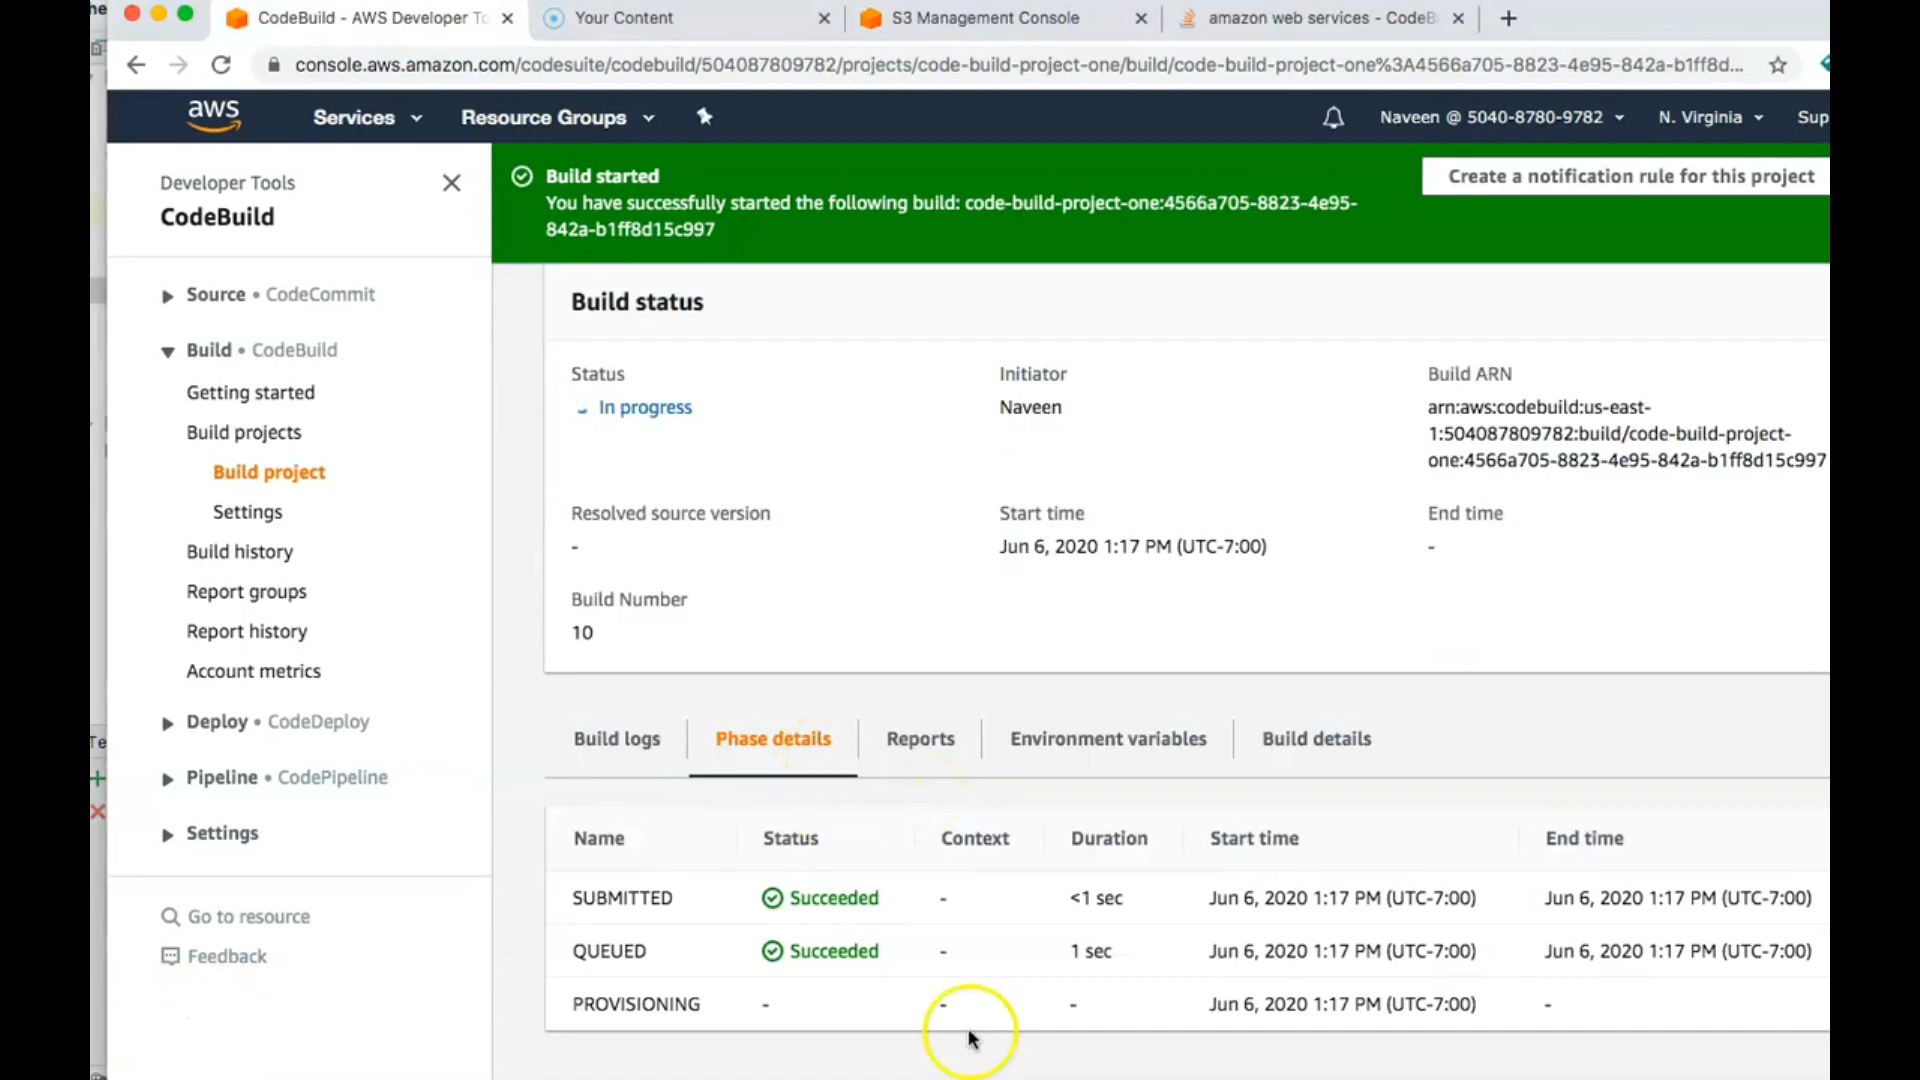 CodeBuild - AWS Developer To
Your Content
S3 Management Console
amazon web services - CodeB
console.aws.amazon.com/codesuite/codebuild/504087809782/projects/code-build-project-one/build/code-build-project-one%3A4566a705-8823-4e95-842a-b1ff8d...
aws
Services
Resource Groups
Naveen @ 5040-8780-9782
N. Virginia
Sup
Developer Tools
CodeBuild
Source • CodeCommit
Build • CodeBuild
Getting started
Build projects
Build project
Settings
Build history
Report groups
Report history
Account metrics
Deploy • CodeDeploy
Pipeline • CodePipeline
Settings
Go to resource
Feedback
Build started
You have successfully started the following build: code-build-project-one:4566a705-8823-4e95-
842a-b1ff8d15c997
Create a notification rule for this project
Build status
Status
In progress
Initiator
Naveen
Build ARN
arn:aws:codebuild:us-east-
1:504087809782:build/code-build-project-
one:4566a705-8823-4e95-842a-b1ff8d15c997
Resolved source version
-
Start time
Jun 6, 2020 1:17 PM (UTC-7:00)
End time
-
Build Number
10
Build logs
Phase details
Reports
Environment variables
Build details
Name Status Context Duration Start time End time
SUBMITTED Succeeded - <1 sec Jun 6, 2020 1:17 PM (UTC-7:00) Jun 6, 2020 1:17 PM (UTC-7:00)
QUEUED Succeeded - 1 sec Jun 6, 2020 1:17 PM (UTC-7:00) Jun 6, 2020 1:17 PM (UTC-7:00)
PROVISIONING - - - Jun 6, 2020 1:17 PM (UTC-7:00) -